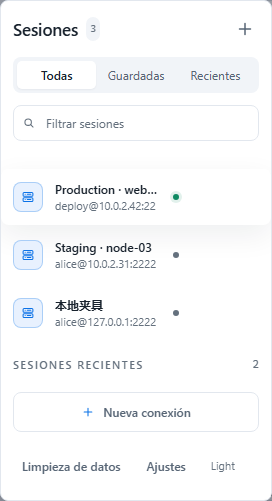 Sesiones 3
Todas Guardadas Recientes
Filtrar sesiones
Production · web...
deploy@10.0.2.42:22
Staging · node-03
alice@10.0.2.31:2222
本地夹具
alice@127.0.0.1:2222
SESIONES RECIENTES 2
+ Nueva conexión
Limpieza de datos Ajustes Light